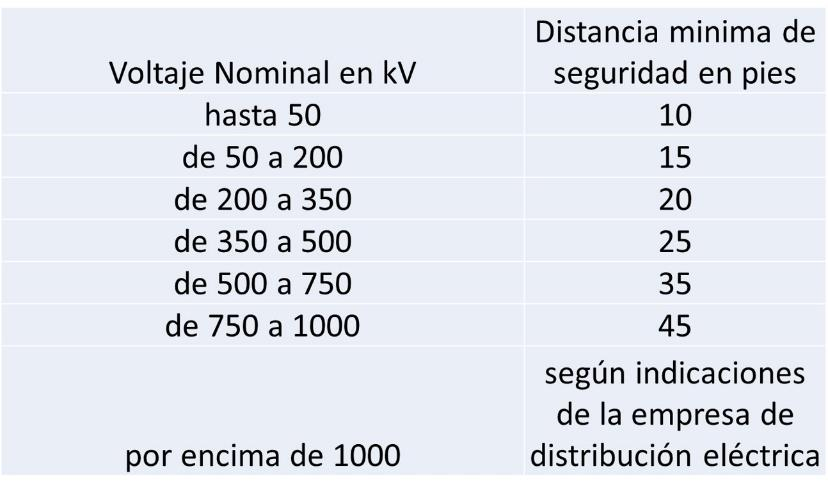 Voltaje Nominal en kV
Distancia minima de
seguridad en pies
hasta 50
10
de 50 a 200
15
de 200 a 350
20
de 350 a 500
25
de 500 a 750
35
de 750 a 1000
45
por encima de 1000
según indicaciones
de la empresa de
distribución eléctrica